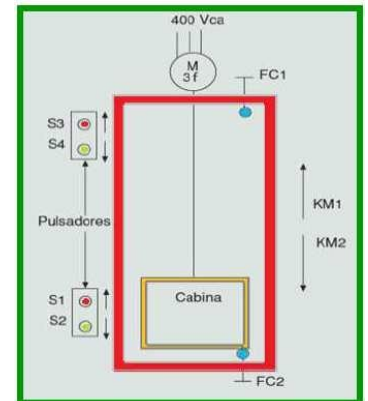 400 Vca
M
3f
FC1
S3
S4
KM1
Pulsadores
KM2
S1
Cabina
S2
FC2